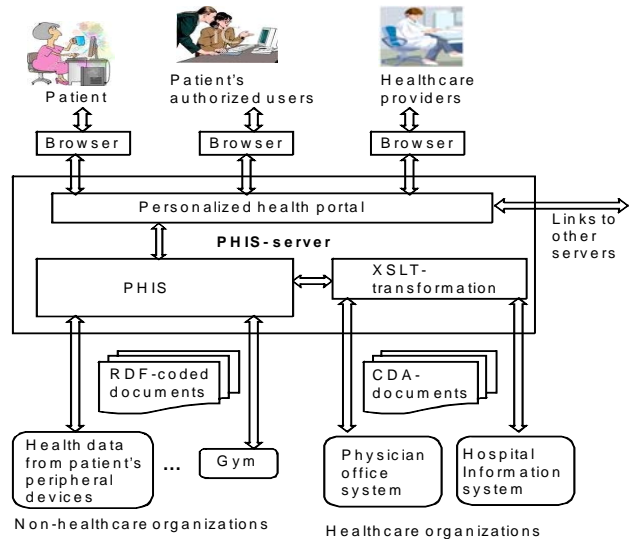 Patient
Patient's
authorized users
Healthcare
providers
Browser
Browser
Browser
Personalized health portal
Links to
other
servers
PHIS-server
PHIS
XSLT-
transformation
RDF-coded
documents
CDA-
documents
Health data
from patient's
peripheral
devices
...
Gym
Physician
office
system
Hospital
Information
system
Non-healthcare organizations
Healthcare organizations